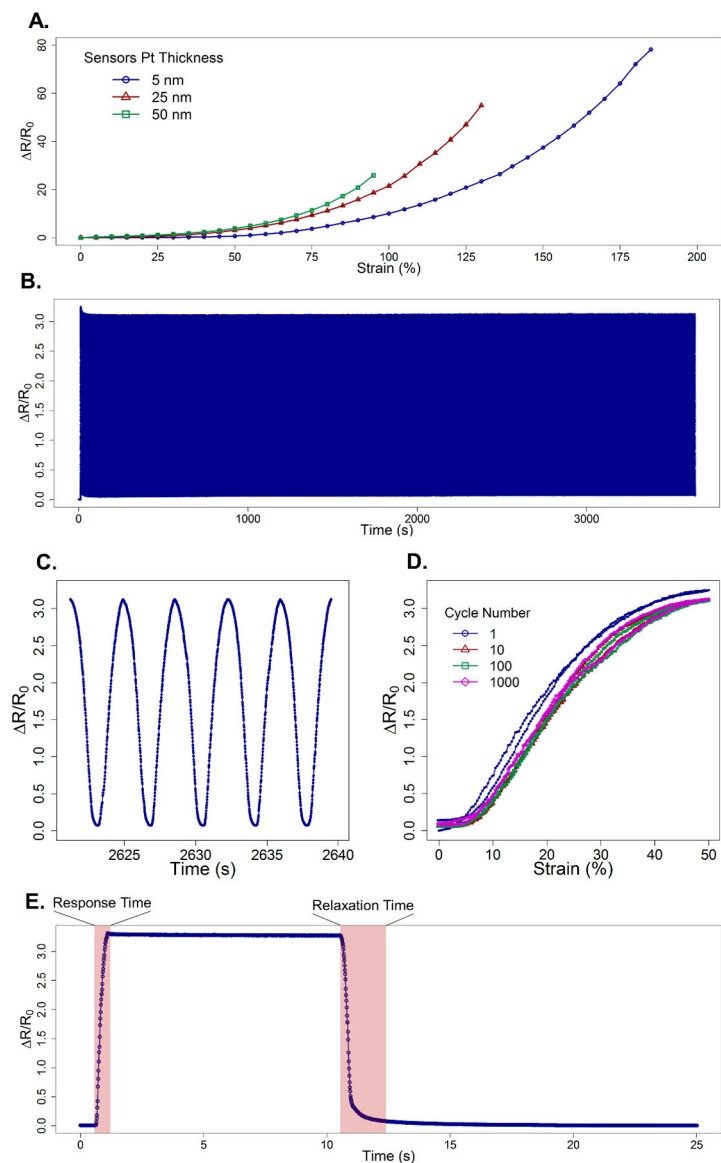 A.
Sensors Pt Thickness
5 nm
25 nm
50 nm
ΔR/R0
0 20 40 60 80
0 25 50 75 100 125 150 175 200
Strain (%)
B.
ΔR/R0
0.0 0.5 1.0 1.5 2.0 2.5 3.0
0 1000 2000 3000
Time (s)
C.
ΔR/R0
0.0 0.5 1.0 1.5 2.0 2.5 3.0
2625 2630 2635 2640
Time (s)
D.
Cycle Number
1
10
100
1000
ΔR/R0
0.0 0.5 1.0 1.5 2.0 2.5 3.0
0 10 20 30 40 50
Strain (%)
E.
Response Time
Relaxation Time
ΔR/R0
0.0 0.5 1.0 1.5 2.0 2.5 3.0
0 5 10 15 20 25
Time (s)